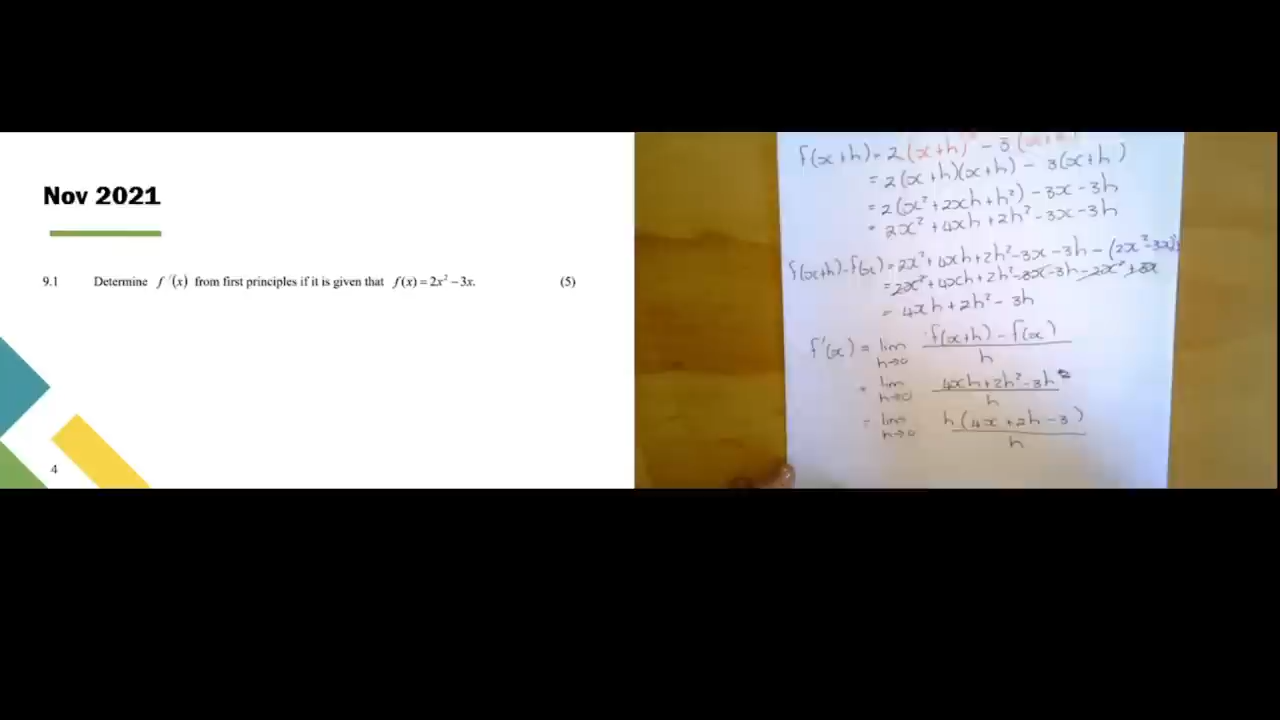 Nov 2021
9.1 Determine f ′(x) from first principles if it is given that f(x) = 2x² − 3x. (5)
4
f(x+h) = 2(x+h)² − 3(x+h)
= 2(x+h)(x+h) − 3(x+h)
= 2(x² + 2xh + h²) − 3x − 3h
= 2x² + 4xh + 2h² − 3x − 3h
f(x+h) − f(x) = 2x² + 4xh + 2h² − 3x − 3h − (2x² − 3x)
= 2x² + 4xh + 2h² − 3x − 3h − 2x² + 3x
= 4xh + 2h² − 3h
f′(x) = lim h→0 f(x+h) − f(x) / h
= lim h→0 4xh + 2h² − 3h / h
= lim h→0 h(4x + 2h − 3) / h